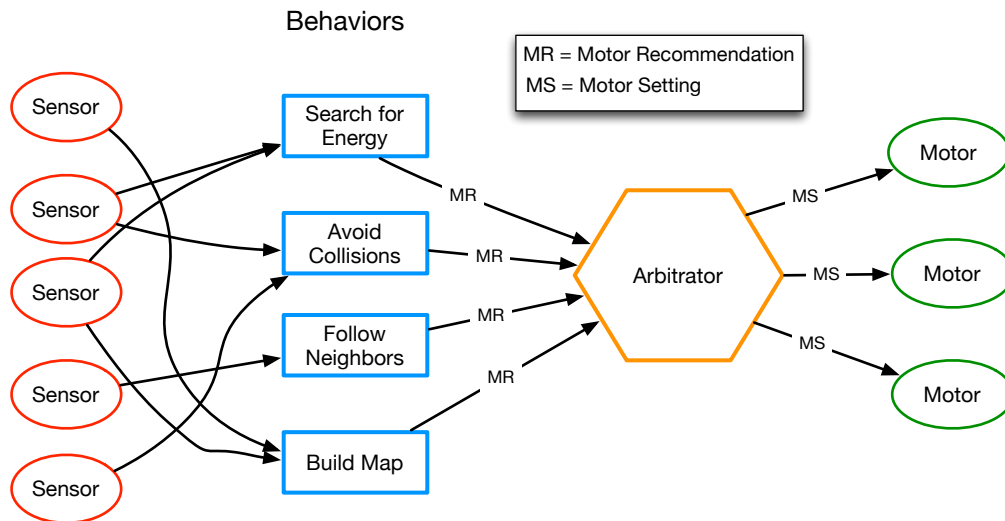 Behaviors
MR = Motor Recommendation
MS = Motor Setting
Sensor
Sensor
Sensor
Sensor
Sensor
Search for
Energy
Avoid
Collisions
Follow
Neighbors
Build Map
MR
MR
MR
MR
Arbitrator
MS
MS
MS
Motor
Motor
Motor